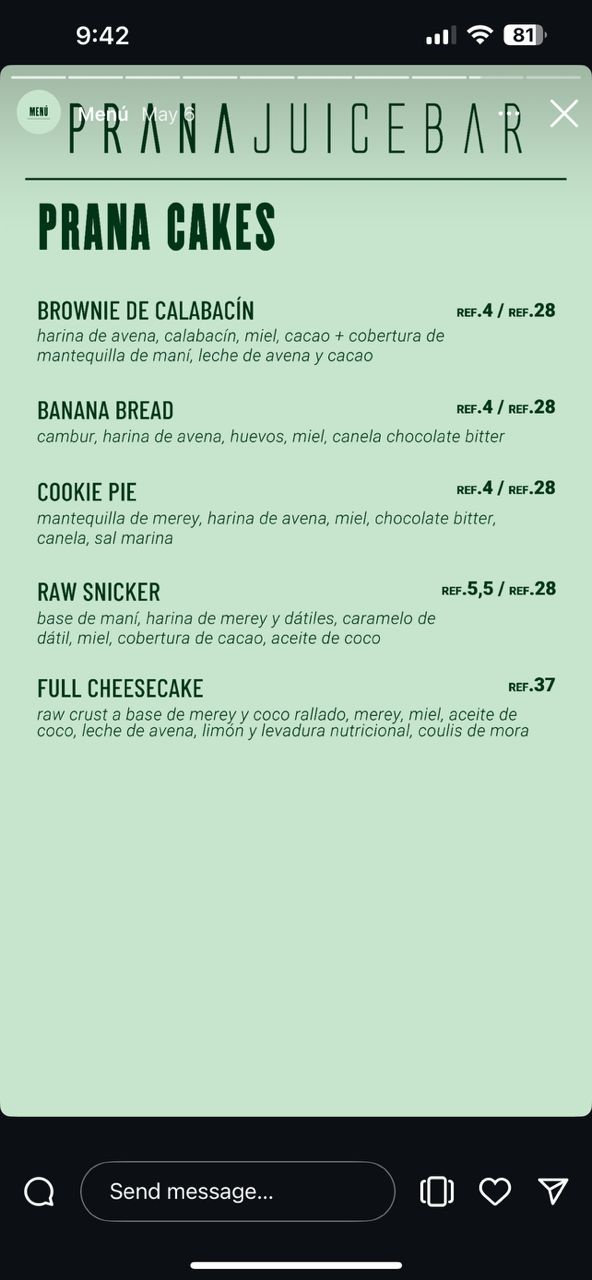 9:42
81
MENÚ
Menú May 6
PRANAJUICEBAR
PRANA CAKES
BROWNIE DE CALABACÍN REF.4 / REF.28
harina de avena, calabacín, miel, cacao + cobertura de
mantequilla de maní, leche de avena y cacao
BANANA BREAD REF.4 / REF.28
cambur, harina de avena, huevos, miel, canela chocolate bitter
COOKIE PIE REF.4 / REF.28
mantequilla de merey, harina de avena, miel, chocolate bitter,
canela, sal marina
RAW SNICKER REF.5,5 / REF.28
base de maní, harina de merey y dátiles, caramelo de
dátil, miel, cobertura de cacao, aceite de coco
FULL CHEESECAKE REF.37
raw crust a base de merey y coco rallado, merey, miel, aceite de
coco, leche de avena, limón y levadura nutricional, coulis de mora
Send message...